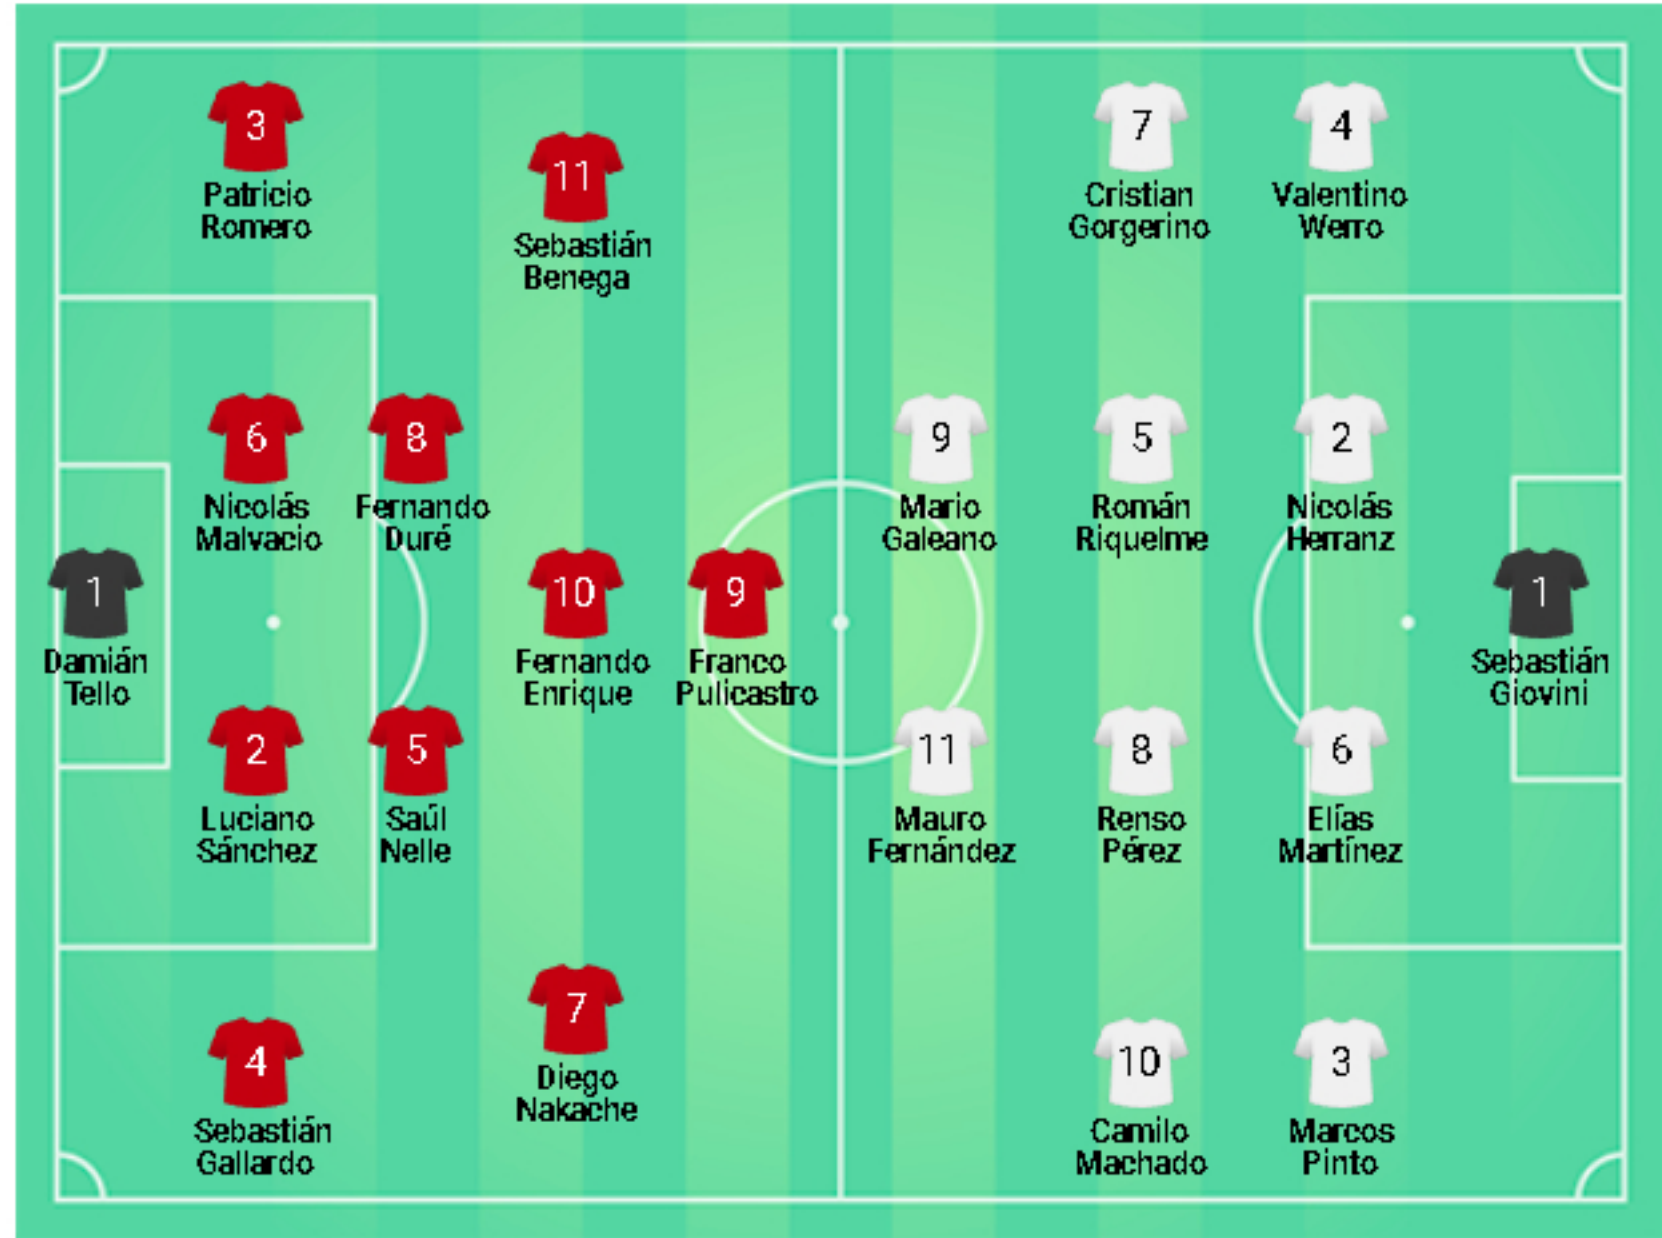 3
Patricio
Romero
11
Sebastián
Benega
7
Cristian
Gorgerino
4
Valentino
Werro
6
Nicolás
Malvacio
8
Fernando
Duré
9
Mario
Galeano
5
Román
Riquelme
2
Nicolás
Herranz
1
Damián
Tello
10
Fernando
Enrique
9
Franco
Pulicastro
1
Sebastián
Giovini
2
Luciano
Sánchez
5
Saúl
Nelle
11
Mauro
Fernández
8
Renso
Pérez
6
Elías
Martínez
4
Sebastián
Gallardo
7
Diego
Nakache
10
Camilo
Machado
3
Marcos
Pinto